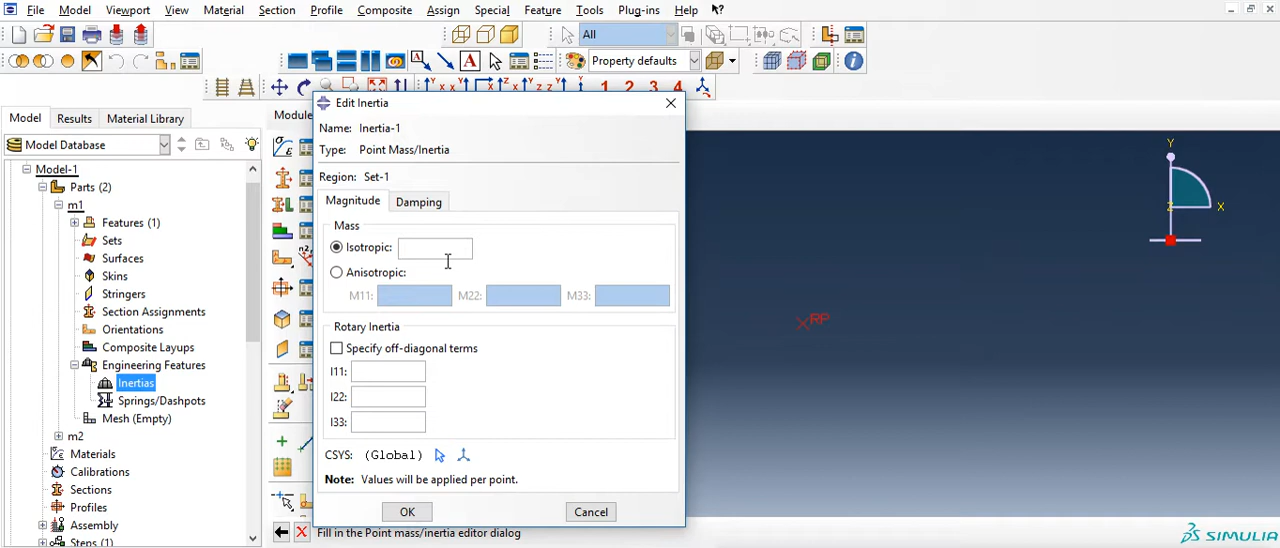 File Model Viewport View Material Section Profile Composite Assign Special Feature Tools Plug-ins Help
All
Property defaults
1 2 3 4
Model Results Material Library
Module
Model Database
Edit Inertia
Name: Inertia-1
Type: Point Mass/Inertia
Region: Set-1
Magnitude Damping
Mass
Isotropic:
Anisotropic:
M11: M22: M33:
Rotary Inertia
Specify off-diagonal terms
I11:
I22:
I33:
CSYS: (Global)
Note: Values will be applied per point.
OK Cancel
Fill in the Point mass/inertia editor dialog
Model-1
Parts (2)
m1
Features (1)
Sets
Surfaces
Skins
Stringers
Section Assignments
Orientations
Composite Layups
Engineering Features
Inertias
Springs/Dashpots
Mesh (Empty)
m2
Materials
Calibrations
Sections
Profiles
Assembly
Steps (1)
RP
Y
Z X
SIMULIA